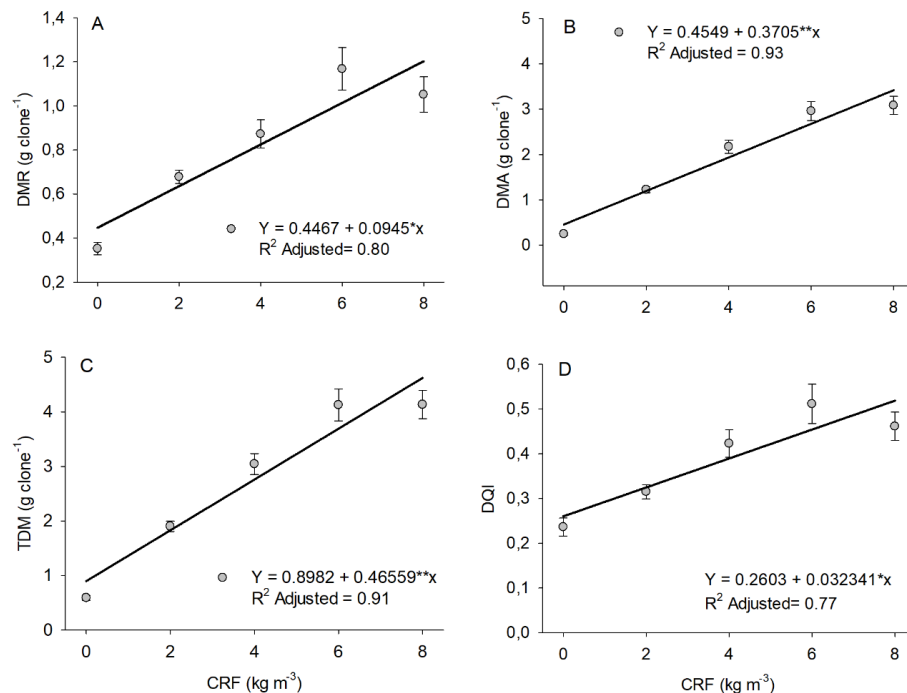 A
1,4
1,2
1,0
0,8
0,6
0,4
0,2
DMR (g clone⁻¹)
Y = 0.4467 + 0.0945*x
R² Adjusted= 0.80
0 2 4 6 8
B
5
4
3
2
1
0
DMA (g clone⁻¹)
Y = 0.4549 + 0.3705**x
R² Adjusted = 0.93
0 2 4 6 8
C
5
4
3
2
1
0
TDM (g clone⁻¹)
Y = 0.8982 + 0.46559**x
R² Adjusted = 0.91
0 2 4 6 8
CRF (kg m⁻³)
D
0,6
0,5
0,4
0,3
0,2
0,1
0,0
DQI
Y = 0.2603 + 0.032341*x
R² Adjusted= 0.77
0 2 4 6 8
CRF (kg m⁻³)